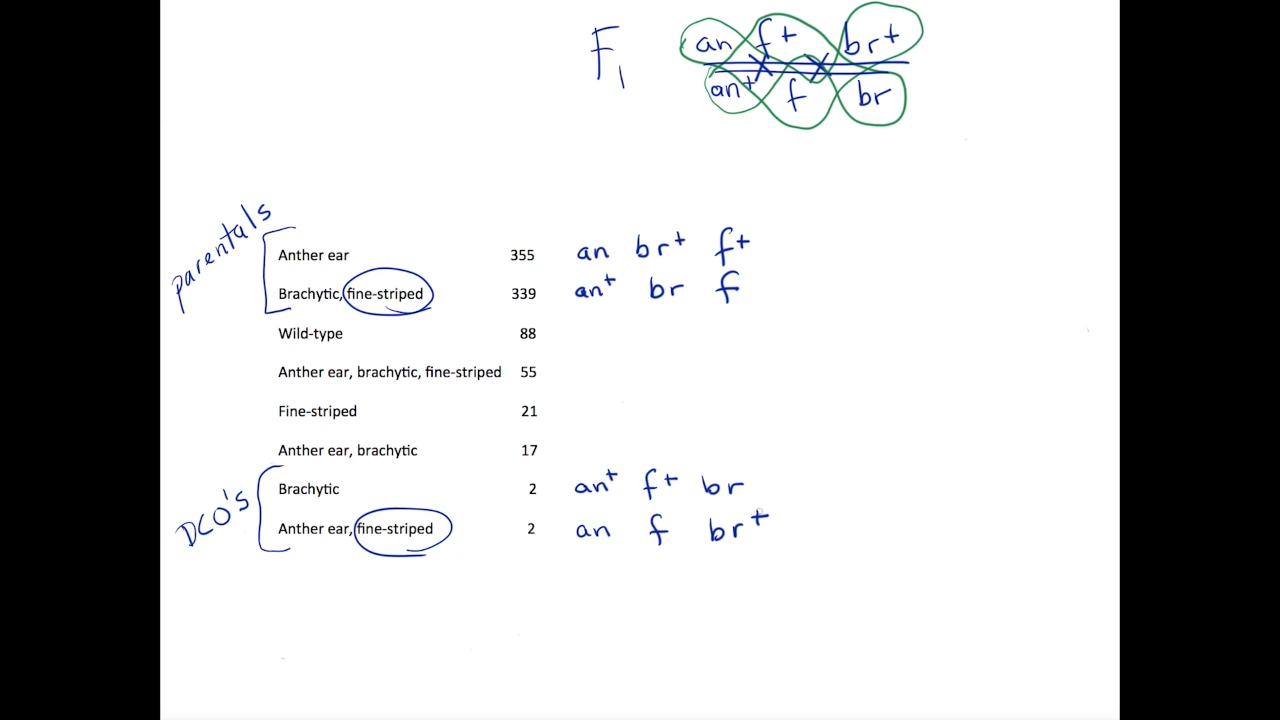 F1
an f+ br+
an+ f br
parentals
Anther ear 355 an br+ f+
Brachytic, fine-striped 339 an+ br f
Wild-type 88
Anther ear, brachytic, fine-striped 55
Fine-striped 21
Anther ear, brachytic 17
DCO's
Brachytic 2 an+ f+ br
Anther ear, fine-striped 2 an f br+